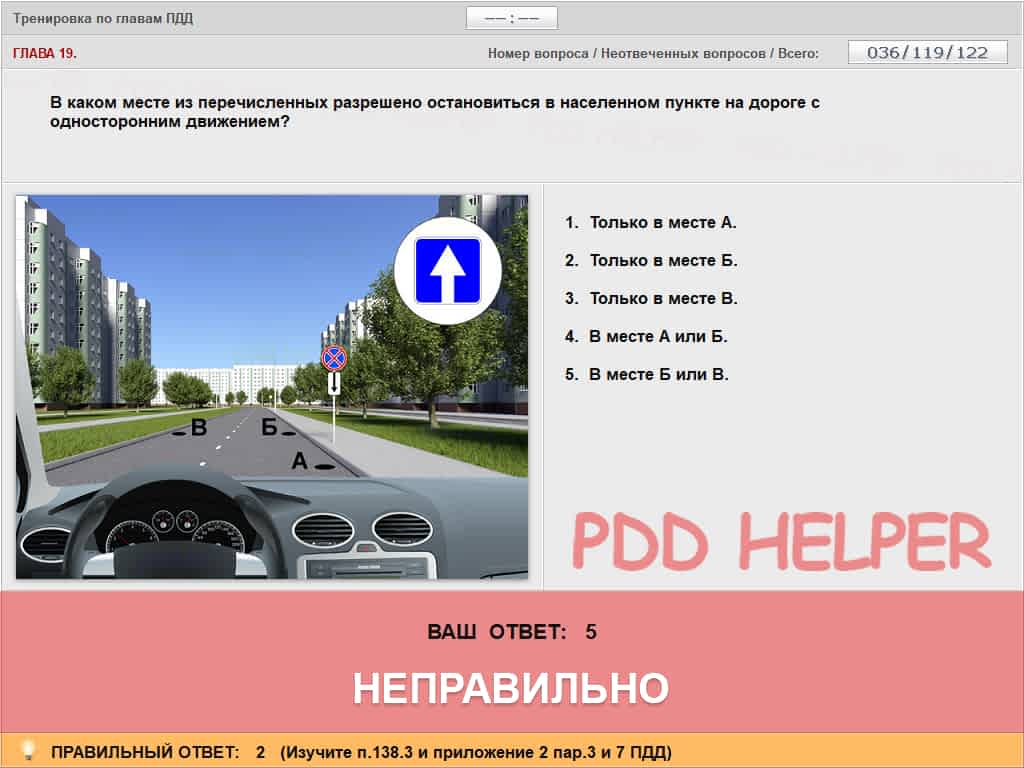 Тренировка по главам ПДД
—— : ——
ГЛАВА 19.
Номер вопроса / Неотвеченных вопросов / Всего:
036/119/122
В каком месте из перечисленных разрешено остановиться в населенном пункте на дороге с
односторонним движением?
В
Б
А
1. Только в месте А.
2. Только в месте Б.
3. Только в месте В.
4. В месте А или Б.
5. В месте Б или В.
PDD HELPER
ВАШ ОТВЕТ: 5
НЕПРАВИЛЬНО
ПРАВИЛЬНЫЙ ОТВЕТ: 2 (Изучите п.138.3 и приложение 2 пар.3 и 7 ПДД)